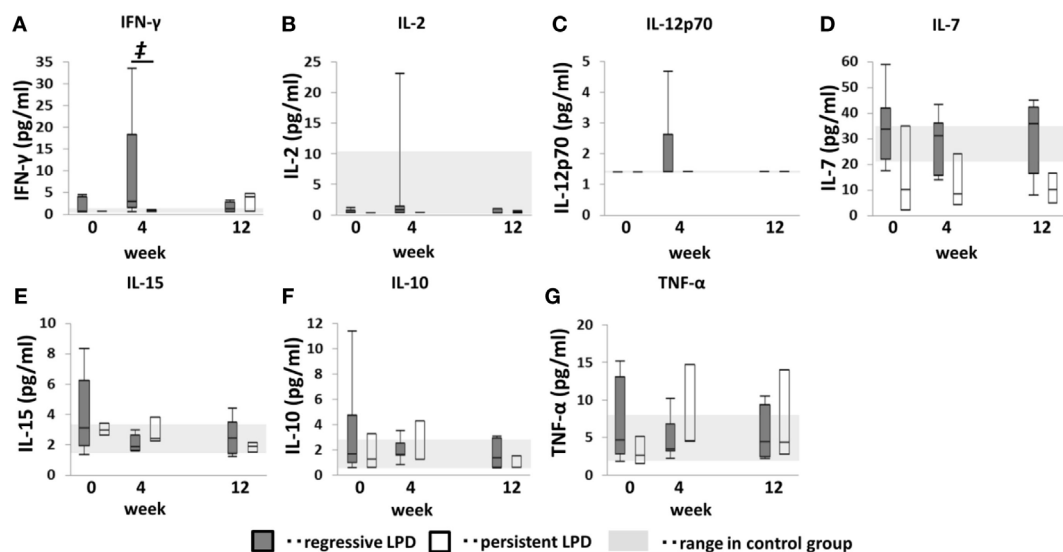 A IFN-γ
‡
IFN-γ (pg/ml)
35
30
25
20
15
10
5
0
0 4 12
week
B IL-2
IL-2 (pg/ml)
30
25
20
15
10
5
0
0 4 12
week
C IL-12p70
IL-12p70 (pg/ml)
6
5
4
3
2
1
0
0 4 12
week
D IL-7
IL-7 (pg/ml)
70
60
50
40
30
20
10
0
0 4 12
week
E IL-15
IL-15 (pg/ml)
10
8
6
4
2
0
0 4 12
week
F IL-10
IL-10 (pg/ml)
12
10
8
6
4
2
0
0 4 12
week
G TNF-α
TNF-α (pg/ml)
20
15
10
5
0
0 4 12
week
··regressive LPD ··persistent LPD ··range in control group